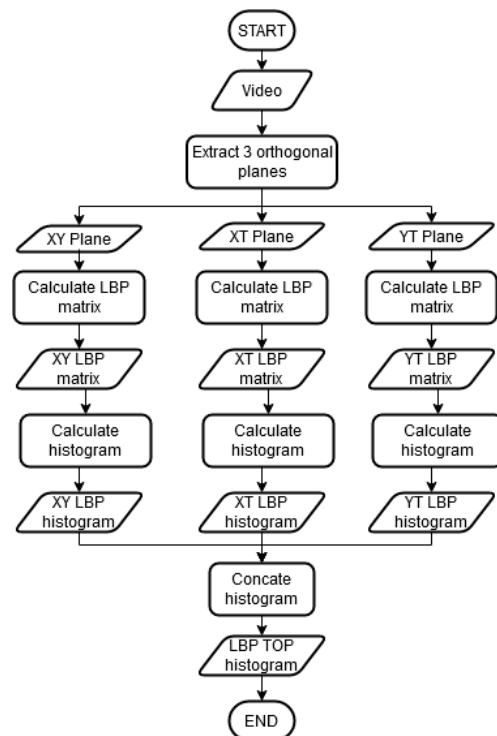 START
Video
Extract 3 orthogonal
planes
XY Plane
XT Plane
YT Plane
Calculate LBP
matrix
Calculate LBP
matrix
Calculate LBP
matrix
XY LBP
matrix
XT LBP
matrix
YT LBP
matrix
Calculate
histogram
Calculate
histogram
Calculate
histogram
XY LBP
histogram
XT LBP
histogram
YT LBP
histogram
Concate
histogram
LBP TOP
histogram
END